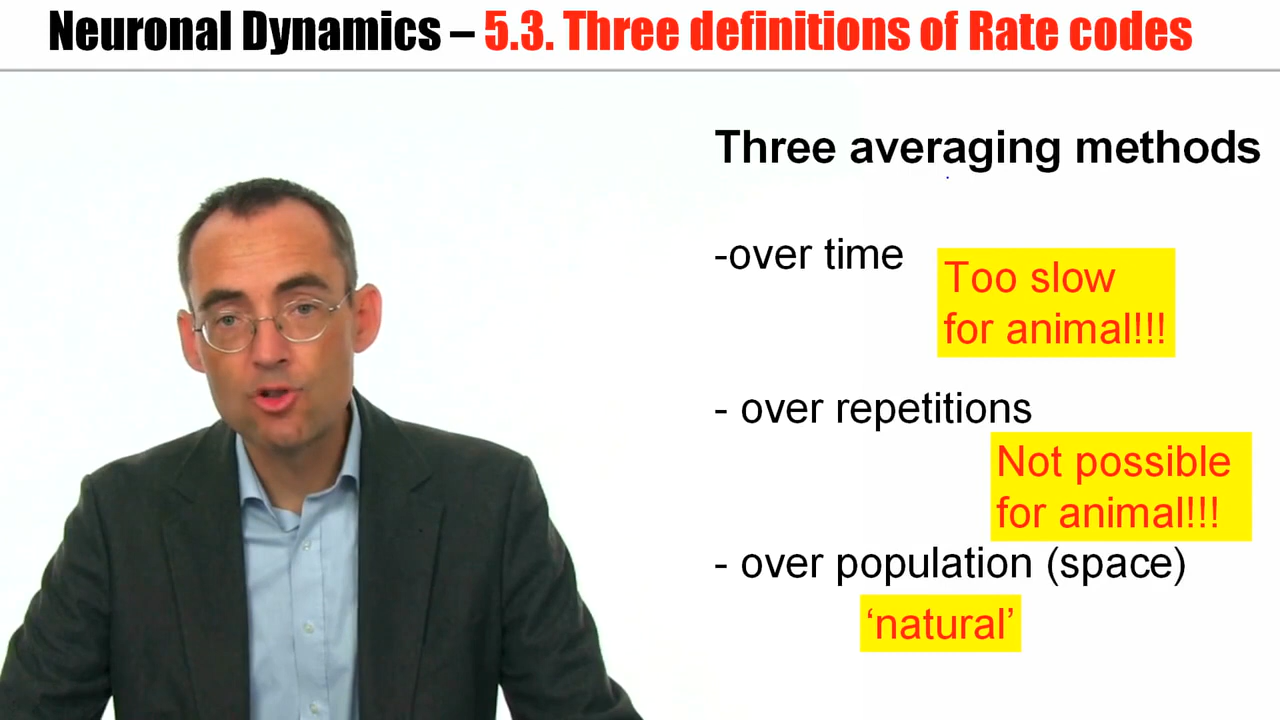 Neuronal Dynamics – 5.3. Three definitions of Rate codes
Three averaging methods
-over time
Too slow
for animal!!!
- over repetitions
Not possible
for animal!!!
- over population (space)
‘natural’